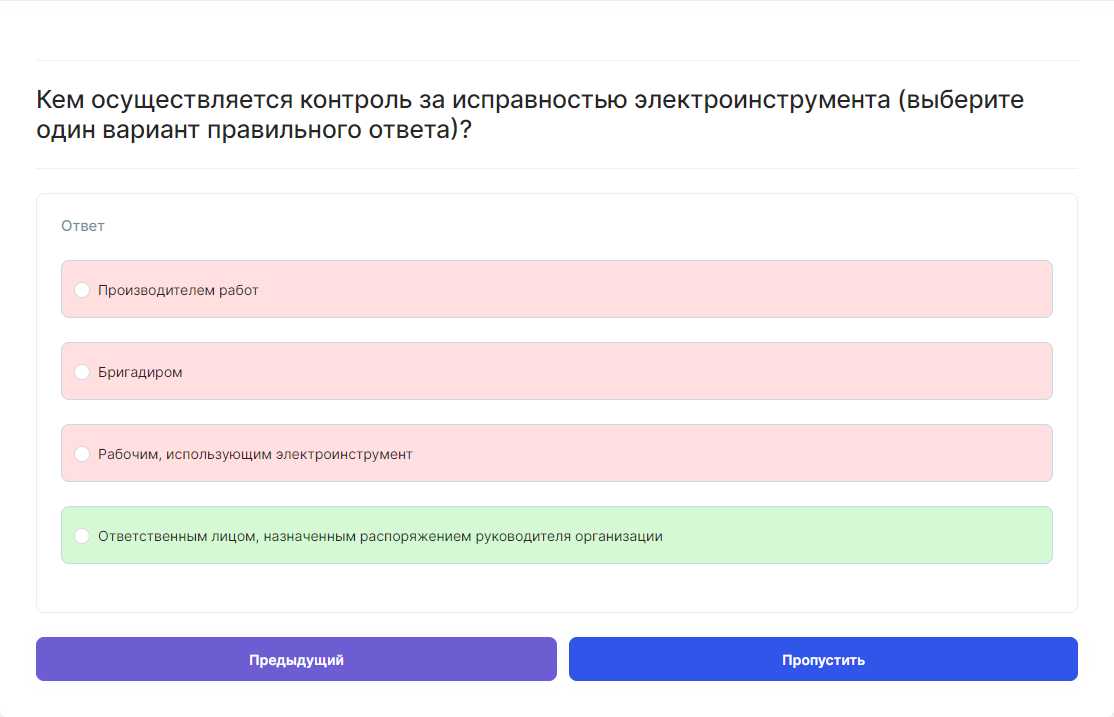 Кем осуществляется контроль за исправностью электроинструмента (выберите
один вариант правильного ответа)?
Ответ
Производителем работ
Бригадиром
Рабочим, использующим электроинструмент
Ответственным лицом, назначенным распоряжением руководителя организации
Предыдущий
Пропустить